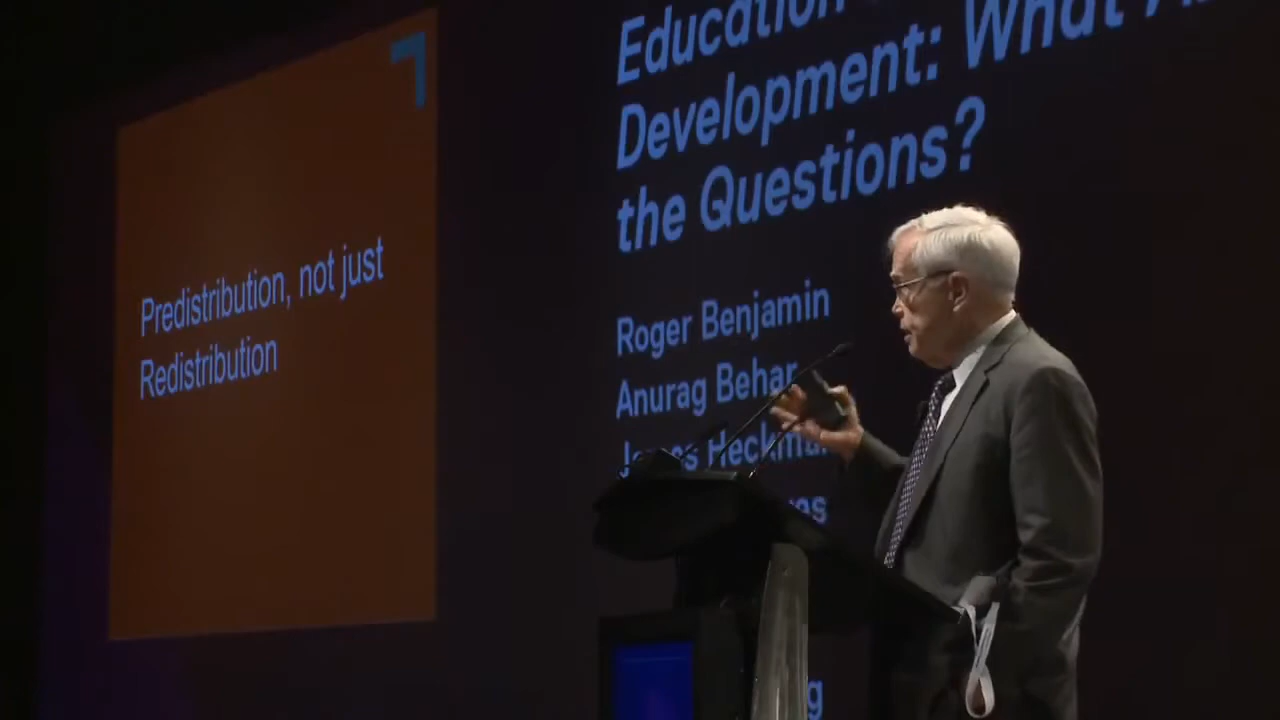 Predistribution, not just
Redistribution
Education
Development: What
the Questions?
Roger Benjamin
Anurag Behar